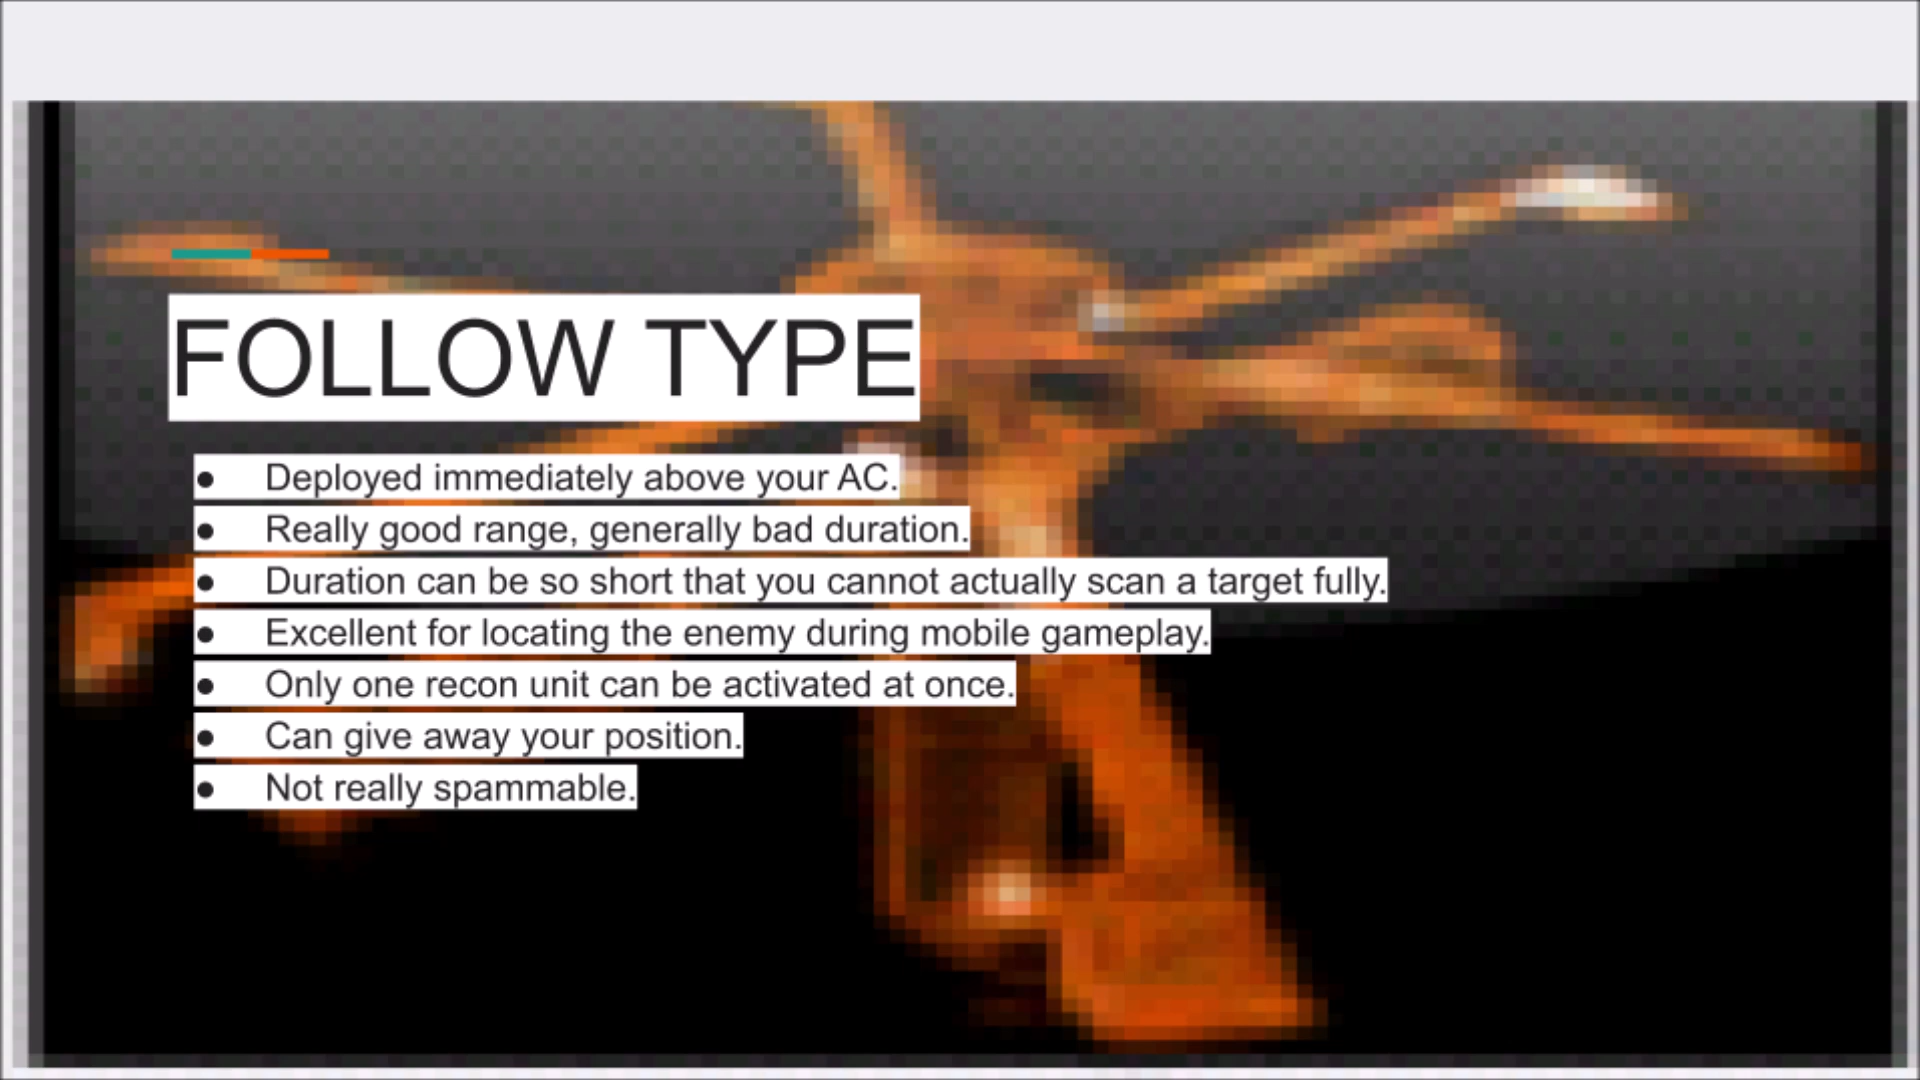 FOLLOW TYPE
● Deployed immediately above your AC.
● Really good range, generally bad duration.
● Duration can be so short that you cannot actually scan a target fully.
● Excellent for locating the enemy during mobile gameplay.
● Only one recon unit can be activated at once.
● Can give away your position.
● Not really spammable.